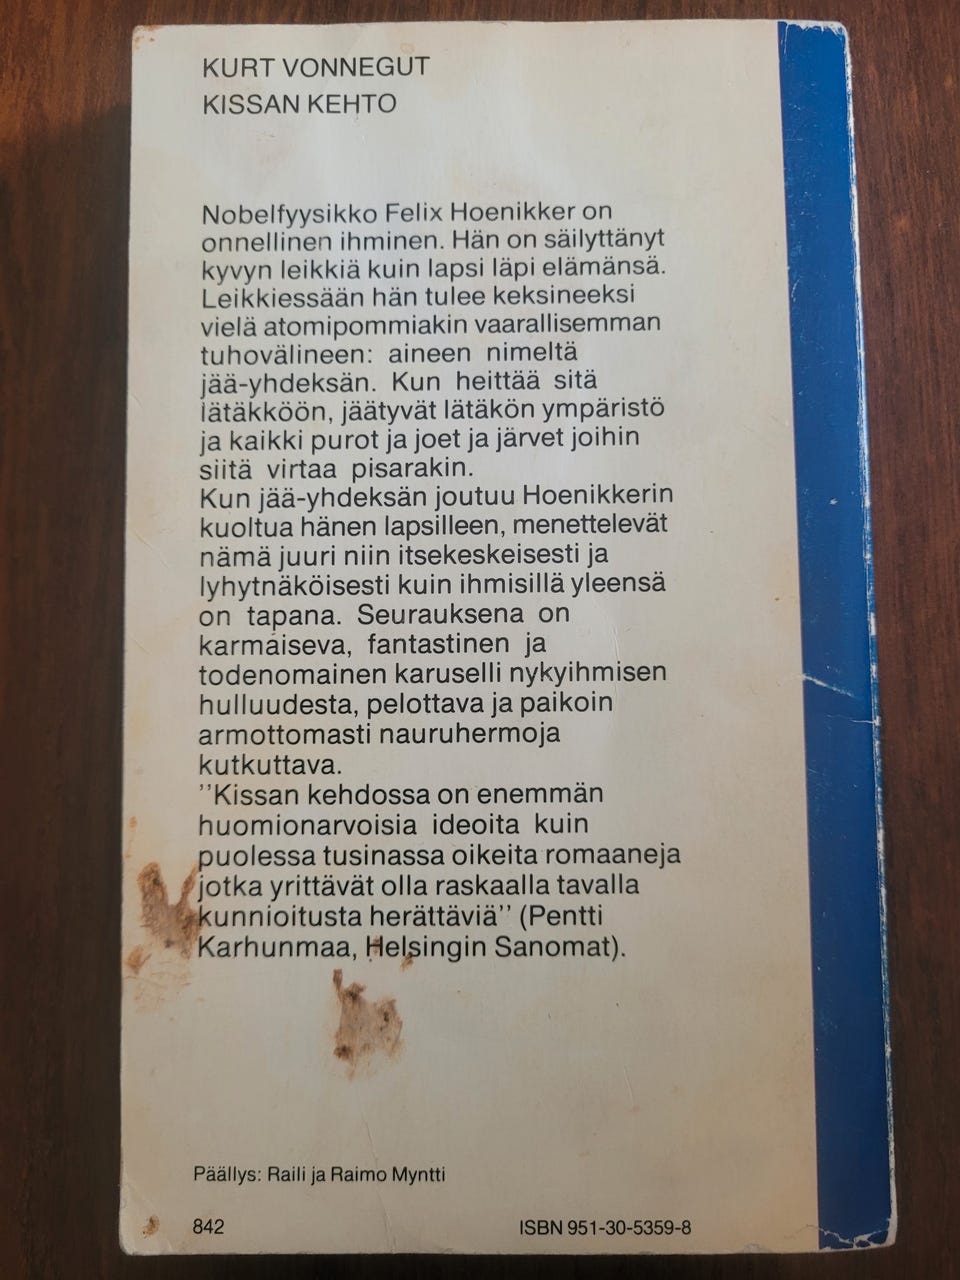 KURT VONNEGUT
KISSAN KEHTO
Nobelfyysikko Felix Hoenikker on
onnellinen ihminen. Hän on säilyttänyt
kyvyn leikkiä kuin lapsi läpi elämänsä.
Leikkiessään hän tulee keksineeksi
vielä atomipommiakin vaarallisemman
tuhovälineen: aineen nimeltä
jää-yhdeksän. Kun heittää sitä
lätäkköön, jäätyvät lätäkön ympäristö
ja kaikki purot ja joet ja järvet joihin
siitä virtaa pisarakin.
Kun jää-yhdeksän joutuu Hoenikkerin
kuoltua hänen lapsilleen, menettelevät
nämä juuri niin itsekeskeisesti ja
lyhytnäköisesti kuin ihmisillä yleensä
on tapana. Seurauksena on
karmaiseva, fantastinen ja
todenomainen karuselli nykyihmisen
hulluudesta, pelottava ja paikoin
armottomasti nauruhermoja
kutkuttava.
''Kissan kehdossa on enemmän
huomionarvoisia ideoita kuin
puolessa tusinassa oikeita romaaneja
jotka yrittävät olla raskaalla tavalla
kunnioitusta herättäviä'' (Pentti
Karhunmaa, Helsingin Sanomat).
Päällys: Raili ja Raimo Myntti
842 ISBN 951-30-5359-8